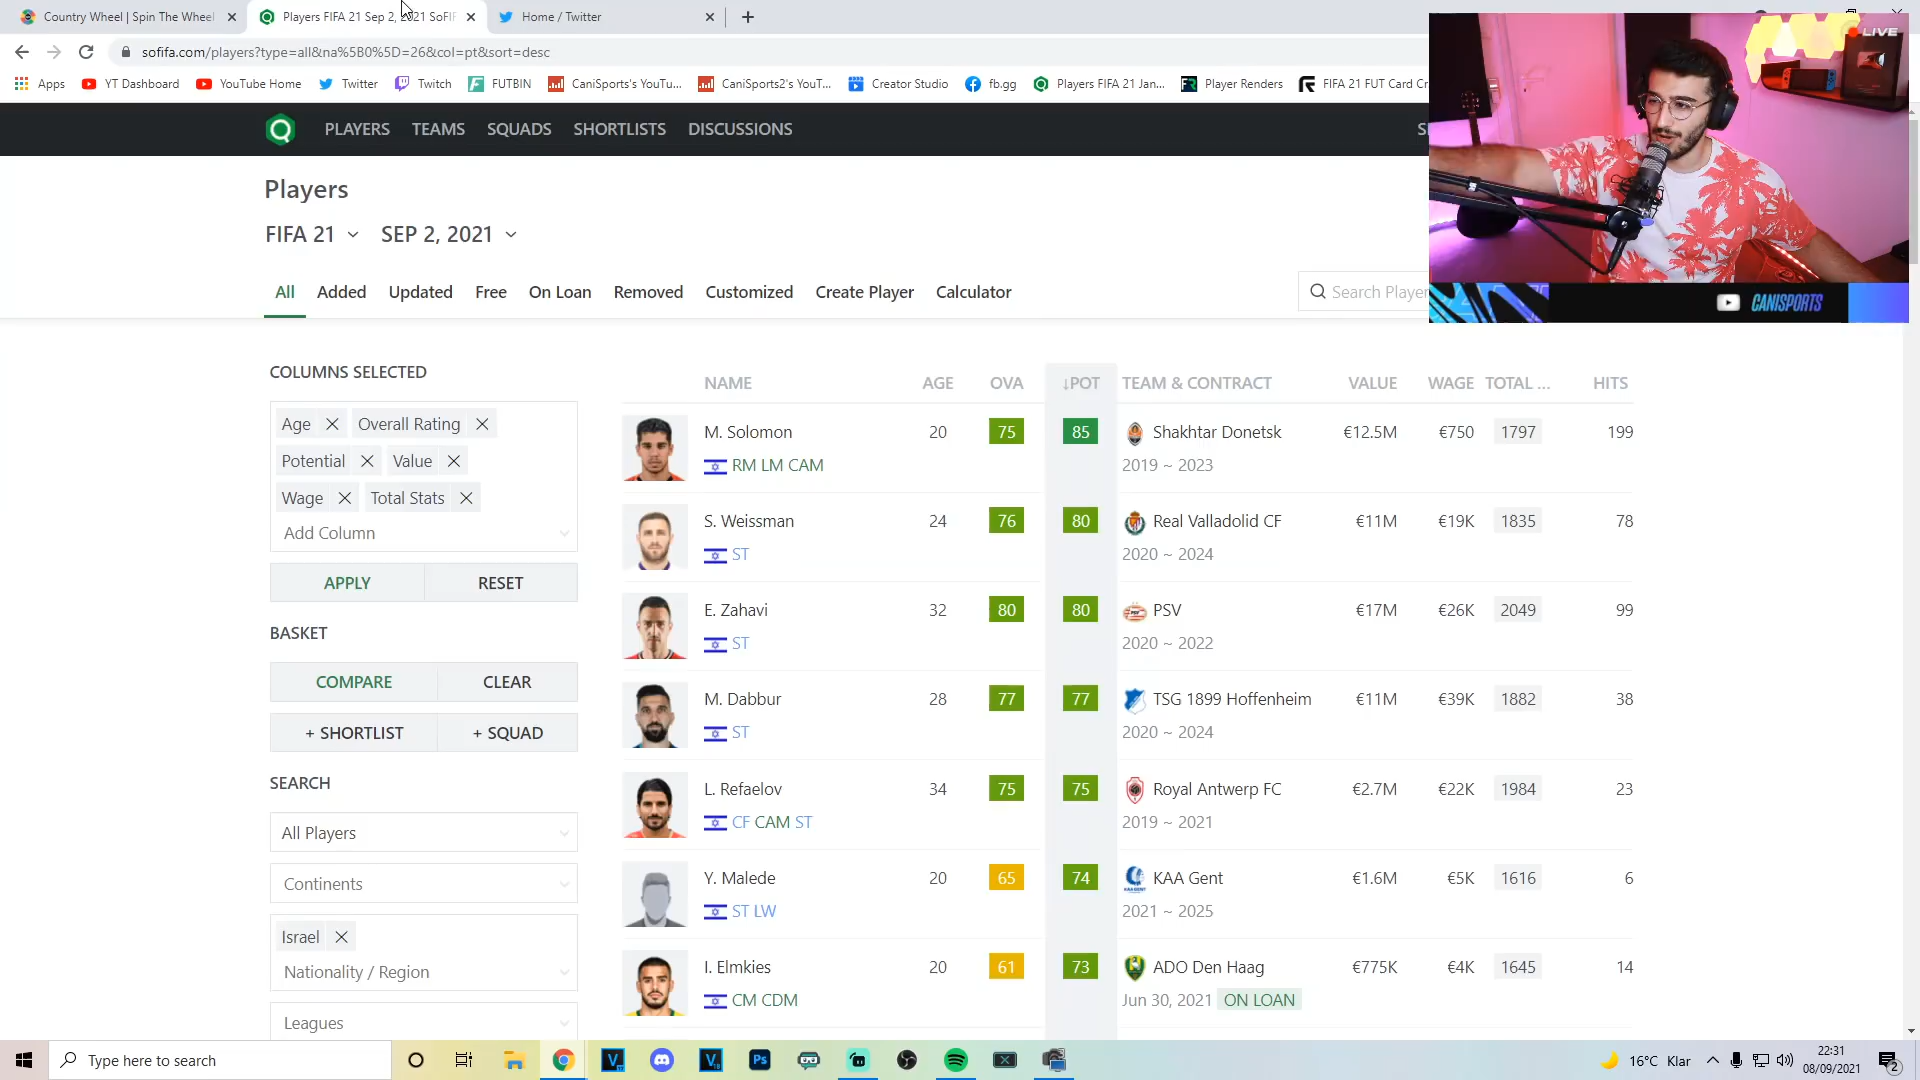 Country Wheel | Spin The Wheel
Players FIFA 21 Sep 2, 2021 SoFIF
Home / Twitter
sofifa.com/players?type=all&na%5B0%5D=26&col=pt&sort=desc
Apps
YT Dashboard
YouTube Home
Twitter
Twitch
FUTBIN
CaniSports's YouTu...
CaniSports2's YouT...
Creator Studio
fb.gg
Players FIFA 21 Jan...
Player Renders
FIFA 21 FUT Card Cr
LIVE
CANISPORTS
PLAYERS TEAMS SQUADS SHORTLISTS DISCUSSIONS
Players
FIFA 21 SEP 2, 2021
All Added Updated Free On Loan Removed Customized Create Player Calculator
Search Player
COLUMNS SELECTED
Age Overall Rating
Potential Value
Wage Total Stats
Add Column
APPLY RESET
BASKET
COMPARE CLEAR
+ SHORTLIST + SQUAD
SEARCH
All Players
Continents
Israel
Nationality / Region
Leagues
NAME AGE OVA ↓POT TEAM & CONTRACT VALUE WAGE TOTAL ... HITS
M. Solomon 20 75 85 Shakhtar Donetsk €12.5M €750 1797 199
RM LM CAM 2019 ~ 2023
S. Weissman 24 76 80 Real Valladolid CF €11M €19K 1835 78
ST 2020 ~ 2024
E. Zahavi 32 80 80 PSV €17M €26K 2049 99
ST 2020 ~ 2022
M. Dabbur 28 77 77 TSG 1899 Hoffenheim €11M €39K 1882 38
ST 2020 ~ 2024
L. Refaelov 34 75 75 Royal Antwerp FC €2.7M €22K 1984 23
CF CAM ST 2019 ~ 2021
Y. Malede 20 65 74 KAA Gent €1.6M €5K 1616 6
ST LW 2021 ~ 2025
I. Elmkies 20 61 73 ADO Den Haag €775K €4K 1645 14
CM CDM Jun 30, 2021 ON LOAN
Type here to search
16°C Klar
22:31
08/09/2021
2